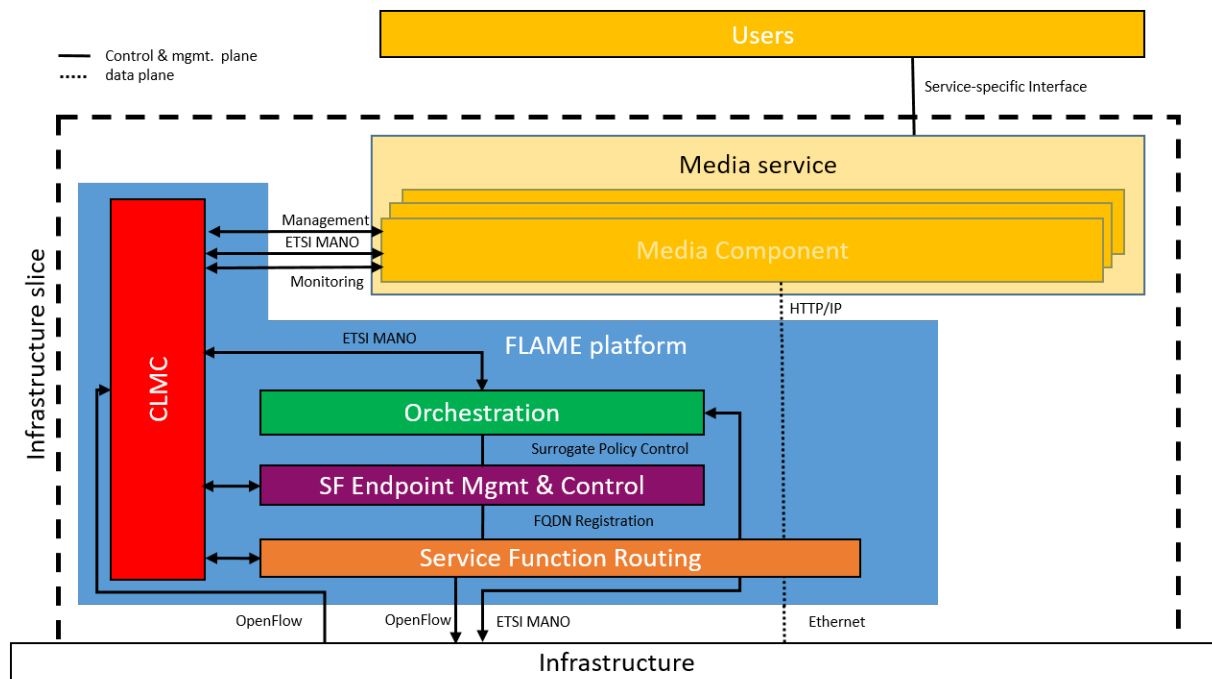 Users
Control & mgmt. plane
data plane
Service-specific Interface
Media service
Management
ETSI MANO
Monitoring
Media Component
HTTP/IP
Infrastructure slice
CLMC
ETSI MANO
FLAME platform
Orchestration
Surrogate Policy Control
SF Endpoint Mgmt & Control
FQDN Registration
Service Function Routing
OpenFlow
OpenFlow
ETSI MANO
Ethernet
Infrastructure